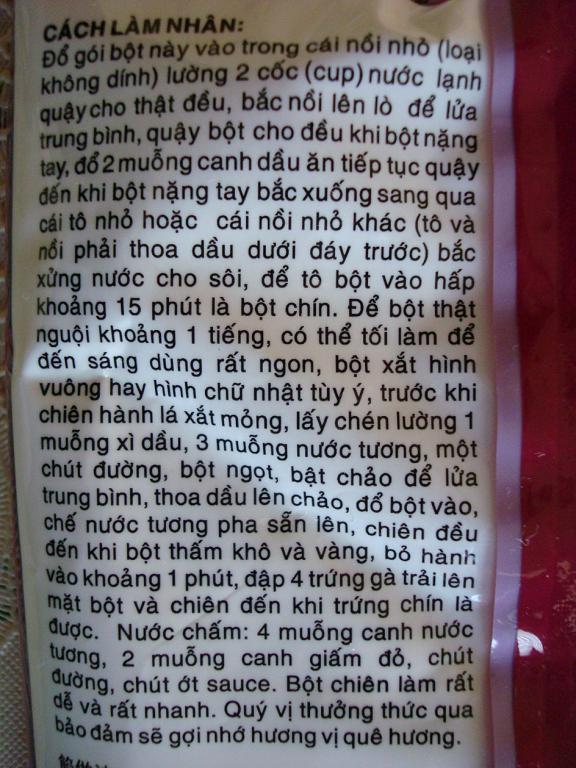 CÁCH LÀM NHÂN:
Đổ gói bột này vào trong cái nồi nhỏ (loại
không dính) lường 2 cốc (cup) nước lạnh
quậy cho thật đều, bắc nồi lên lò để lửa
trung bình, quậy bột cho đều khi bột nặng
tay, đổ 2 muỗng canh dầu ăn tiếp tục quậy
đến khi bột nặng tay bắc xuống sang qua
cái tô nhỏ hoặc cái nồi nhỏ khác (tô và
nồi phải thoa dầu dưới đáy trước) bắc
xửng nước cho sôi, để tô bột vào hấp
khoảng 15 phút là bột chín. Để bột thật
nguội khoảng 1 tiếng, có thể tối làm để
đến sáng dùng rất ngon, bột xắt hình
vuông hay hình chữ nhật tùy ý, trước khi
chiên hành lá xắt mỏng, lấy chén lường 1
muỗng xì dầu, 3 muỗng nước tương, một
chút đường, bột ngọt, bật chảo để lửa
trung bình, thoa dầu lên chảo, đổ bột vào,
chế nước tương pha sẵn lên, chiên đều
đến khi bột thấm khô và vàng, bỏ hành
vào khoảng 1 phút, đập 4 trứng gà trải lên
mặt bột và chiên đến khi trứng chín là
được. Nước chấm: 4 muỗng canh nước
tương, 2 muỗng canh giấm đỏ, chút
đường, chút ớt sauce. Bột chiên làm rất
dễ và rất nhanh. Quý vị thưởng thức qua
bảo đảm sẽ gợi nhớ hương vị quê hương.